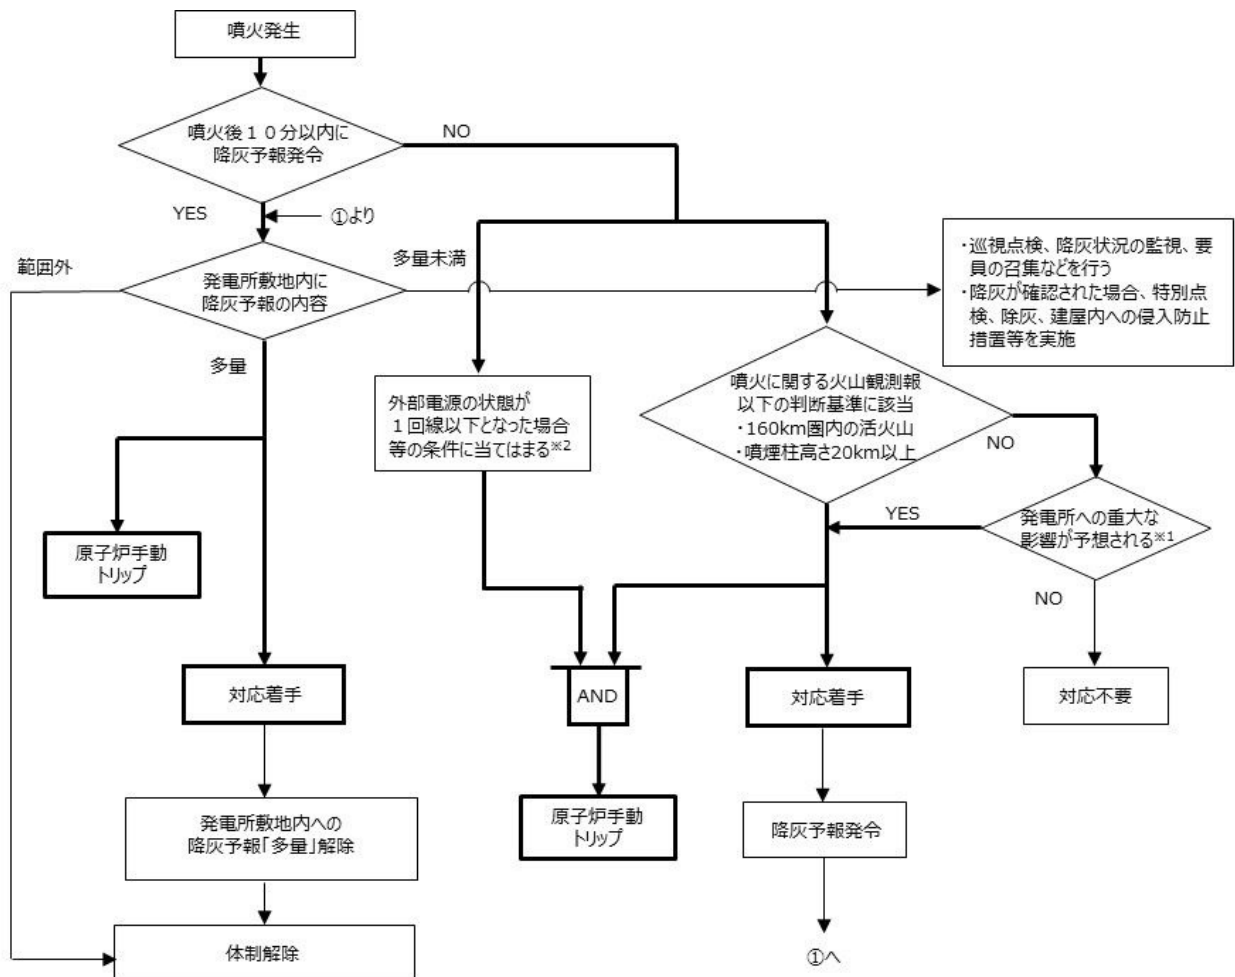 噴火発生
噴火後１０分以内に
降灰予報発令
NO
YES
①より
範囲外
発電所敷地内に
降灰予報の内容
多量未満
・巡視点検、降灰状況の監視、要
員の召集などを行う
・降灰が確認された場合、特別点
検、除灰、建屋内への侵入防止
措置等を実施
多量
外部電源の状態が
１回線以下となった場合
等の条件に当てはまる※2
噴火に関する火山観測報
以下の判断基準に該当
・160km圏内の活火山
・噴煙柱高さ20km以上
NO
YES
発電所への重大な
影響が予想される※1
原子炉手動
トリップ
NO
対応着手
AND
対応着手
対応不要
発電所敷地内への
降灰予報「多量」解除
原子炉手動
トリップ
降灰予報発令
体制解除
①へ